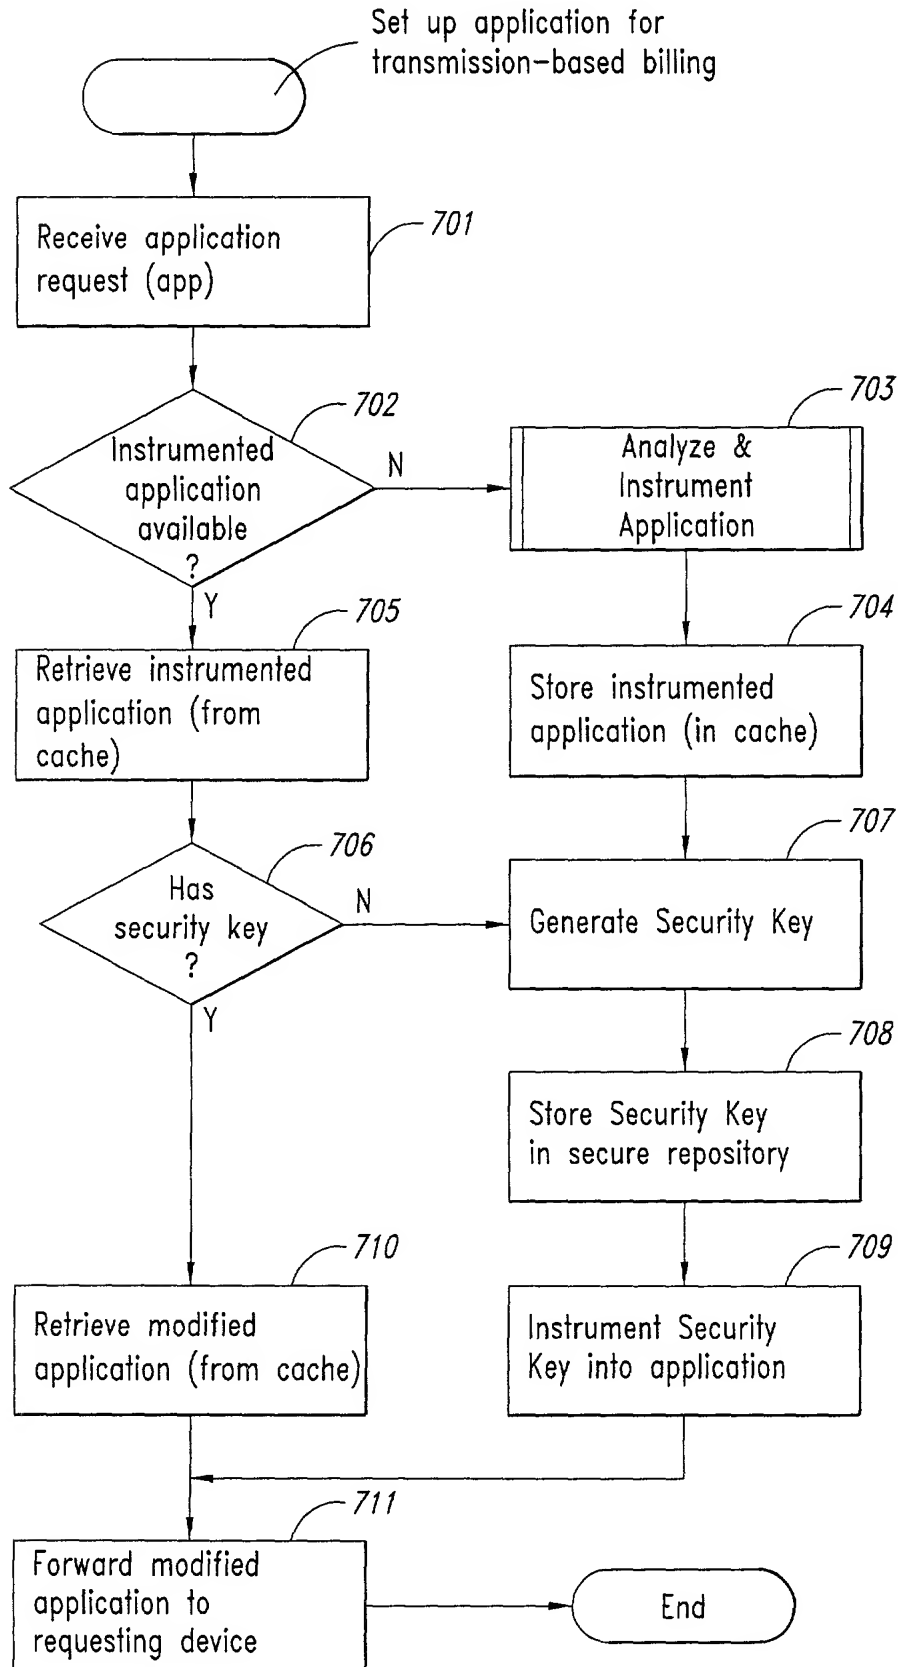 Set up application for
transmission-based billing
701
Receive application
request (app)
702
Instrumented
application
available
?
N
Y
703
Analyze &
Instrument
Application
705
Retrieve instrumented
application (from
cache)
704
Store instrumented
application (in cache)
706
Has
security key
?
N
Y
707
Generate Security Key
708
Store Security Key
in secure repository
710
Retrieve modified
application (from cache)
709
Instrument Security
Key into application
711
Forward modified
application to
requesting device
End